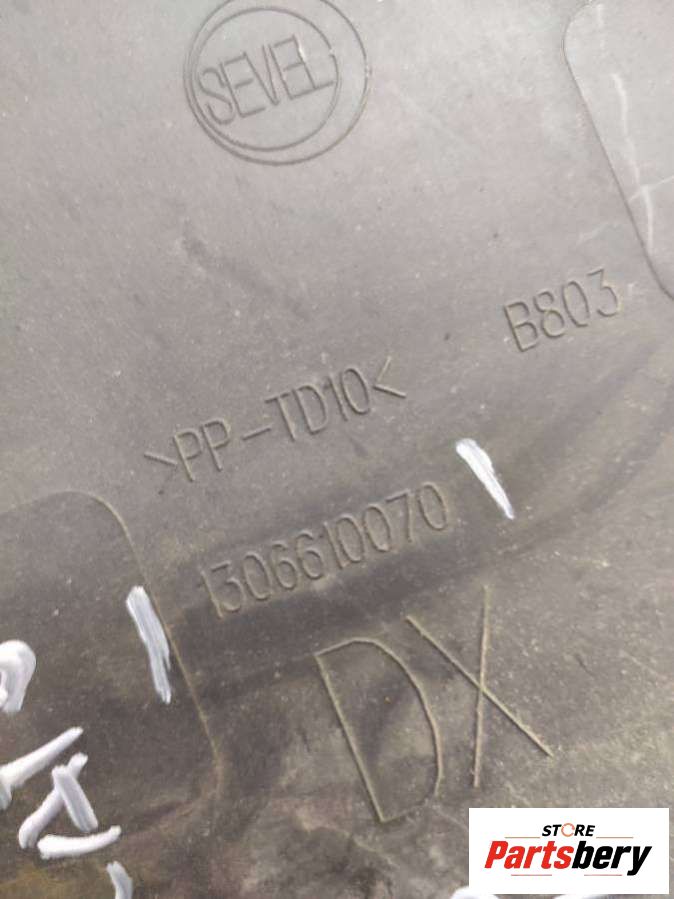 SEVEL
B803
>PP-TD10<
1306610070
DX
STORE
Partsbery